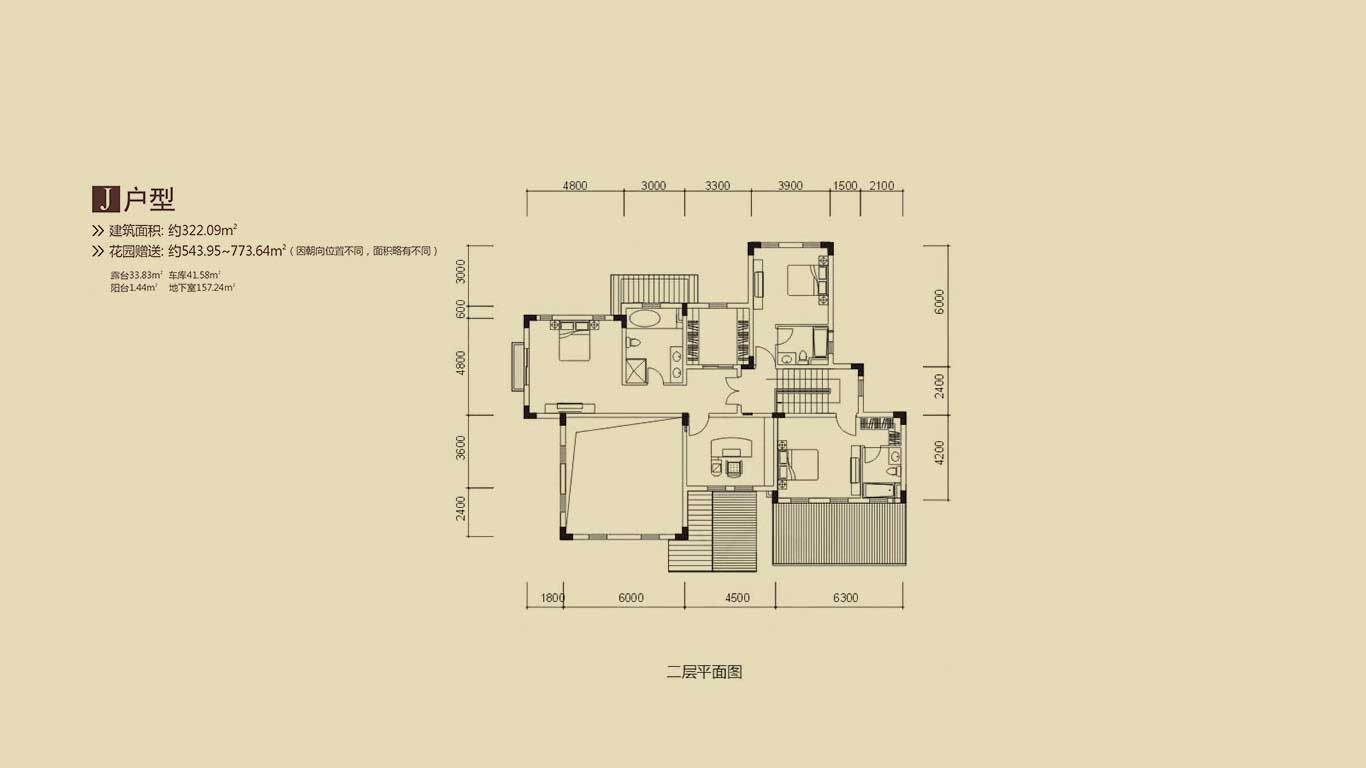 J户型
建筑面积: 约322.09m²
花园赠送: 约543.95~773.64m²（因朝向位置不同，面积略有不同）
露台33.83m² 车库41.58m²
阳台1.44m² 地下室157.24m²
4800 3000 3300 3900 1500 2100
3000
600
4800
3600
2400
6000
2400
4200
1800 6000 4500 6300
二层平面图